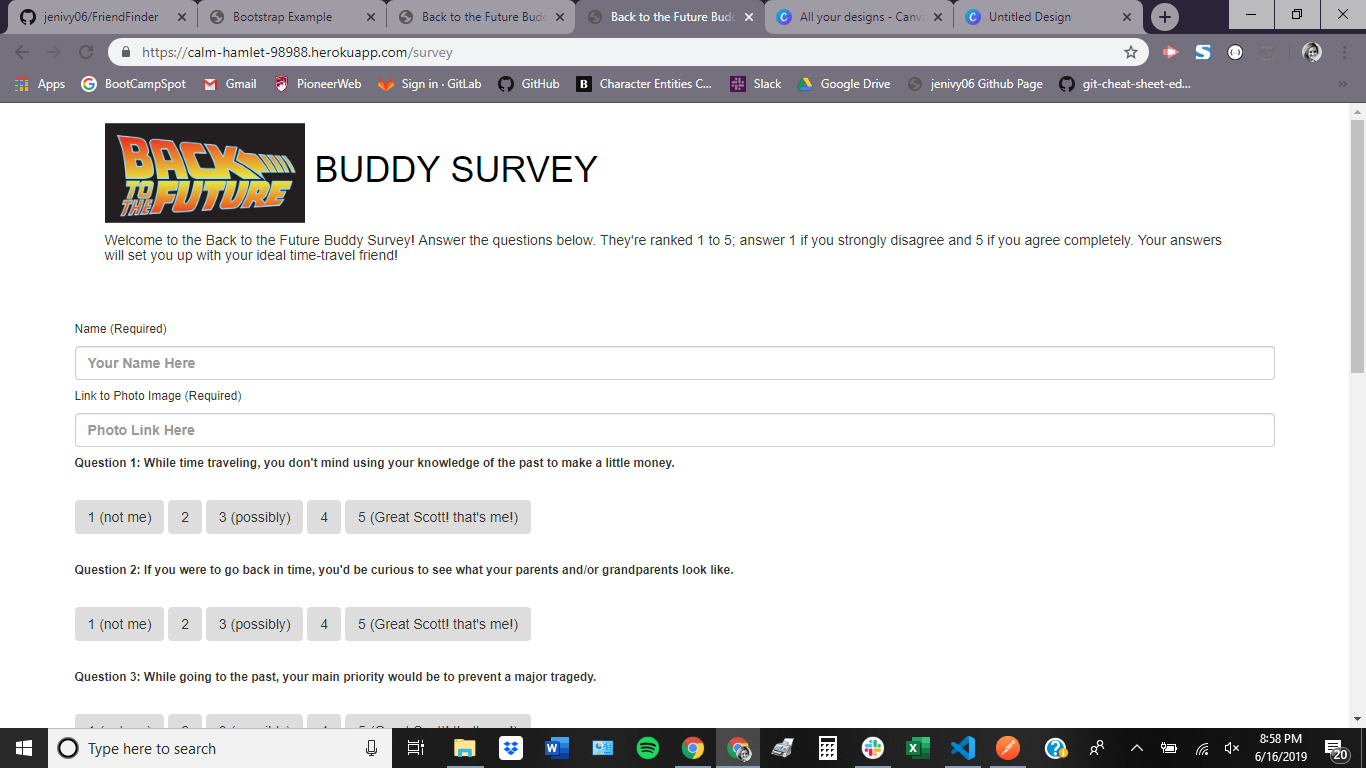 jenivy06/FriendFinder
Bootstrap Example
Back to the Future Budd
Back to the Future Budd
All your designs - Canv
Untitled Design
https://calm-hamlet-98988.herokuapp.com/survey
Apps
BootCampSpot
Gmail
PioneerWeb
Sign in · GitLab
GitHub
Character Entities C...
Slack
Google Drive
jenivy06 Github Page
git-cheat-sheet-ed...
BACK
TO THE FUTURE
BUDDY SURVEY
Welcome to the Back to the Future Buddy Survey! Answer the questions below. They're ranked 1 to 5; answer 1 if you strongly disagree and 5 if you agree completely. Your answers
will set you up with your ideal time-travel friend!
Name (Required)
Your Name Here
Link to Photo Image (Required)
Photo Link Here
Question 1: While time traveling, you don't mind using your knowledge of the past to make a little money.
1 (not me) 2 3 (possibly) 4 5 (Great Scott! that's me!)
Question 2: If you were to go back in time, you'd be curious to see what your parents and/or grandparents look like.
1 (not me) 2 3 (possibly) 4 5 (Great Scott! that's me!)
Question 3: While going to the past, your main priority would be to prevent a major tragedy.
Type here to search
8:58 PM
6/16/2019
20